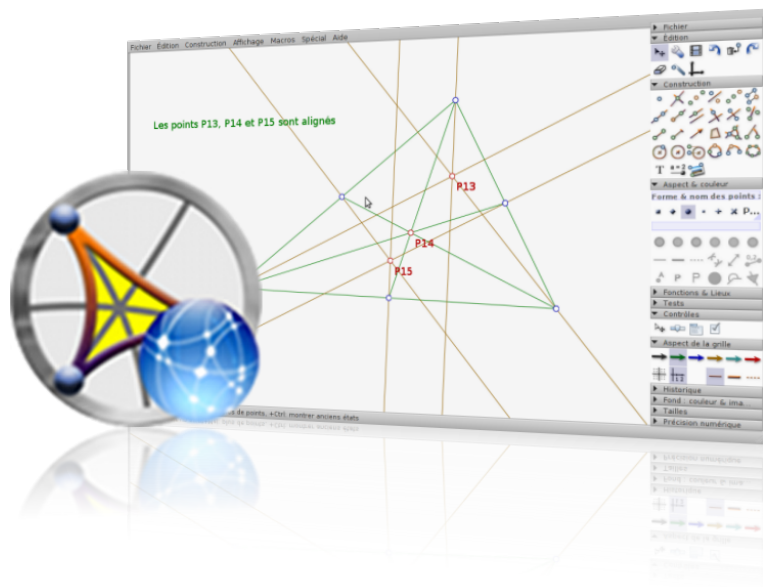 Fichier Édition Construction Affichage Macros Spécial Aide
Les points P13, P14 et P15 sont alignés
P13
P14
P15
de points, +Ctrl: montrer anciens états
Fichier
Édition
Construction
T
Aspect & couleur
Forme & nom des points :
P...
Fonctions & Lieux
Tests
Contrôles
Aspect de la grille
Historique
Fond : couleur & ima...
Tailles
Précision numérique